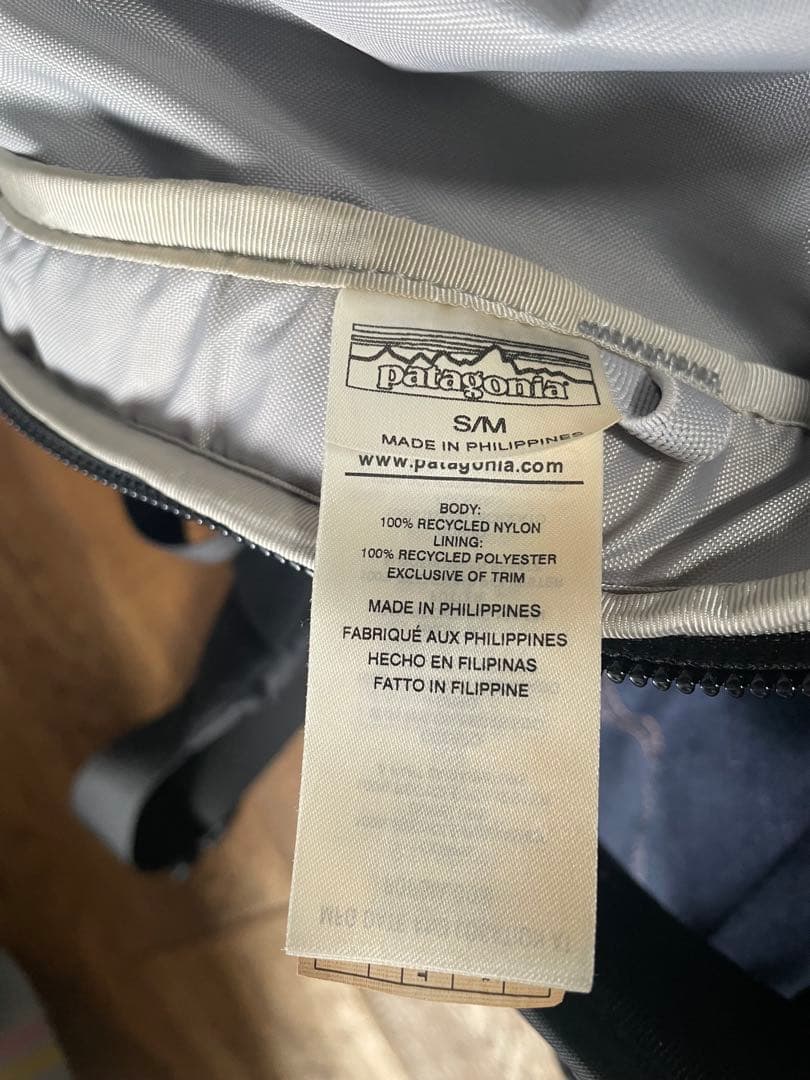 patagonia
S/M
MADE IN PHILIPPINES
www.patagonia.com
BODY:
100% RECYCLED NYLON
LINING:
100% RECYCLED POLYESTER
EXCLUSIVE OF TRIM
MADE IN PHILIPPINES
FABRIQUÉ AUX PHILIPPINES
HECHO EN FILIPINAS
FATTO IN FILIPPINE